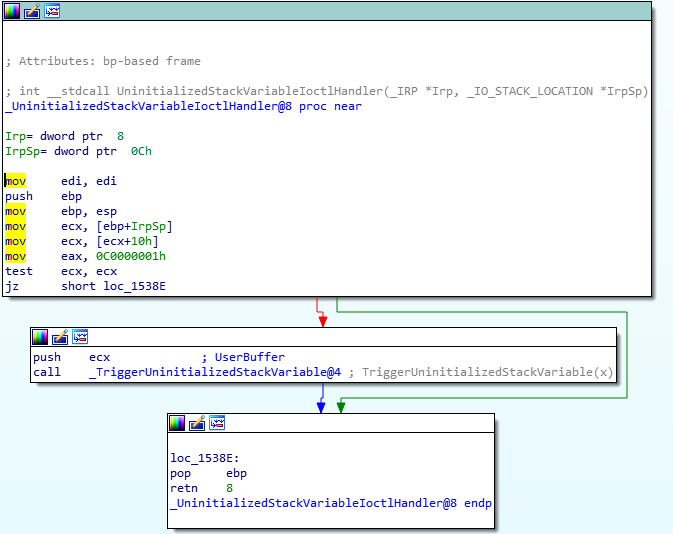 ; Attributes: bp-based frame
; int __stdcall UninitializedStackVariableIoctlHandler(_IRP *Irp, _IO_STACK_LOCATION *IrpSp)
_UninitializedStackVariableIoctlHandler@8 proc near
Irp= dword ptr  8
IrpSp= dword ptr  0Ch
mov     edi, edi
push    ebp
mov     ebp, esp
mov     ecx, [ebp+IrpSp]
mov     ecx, [ecx+10h]
mov     eax, 0C0000001h
test    ecx, ecx
jz      short loc_1538E
push    ecx             ; UserBuffer
call    _TriggerUninitializedStackVariable@4 ; TriggerUninitializedStackVariable(x)
loc_1538E:
pop     ebp
retn    8
_UninitializedStackVariableIoctlHandler@8 endp